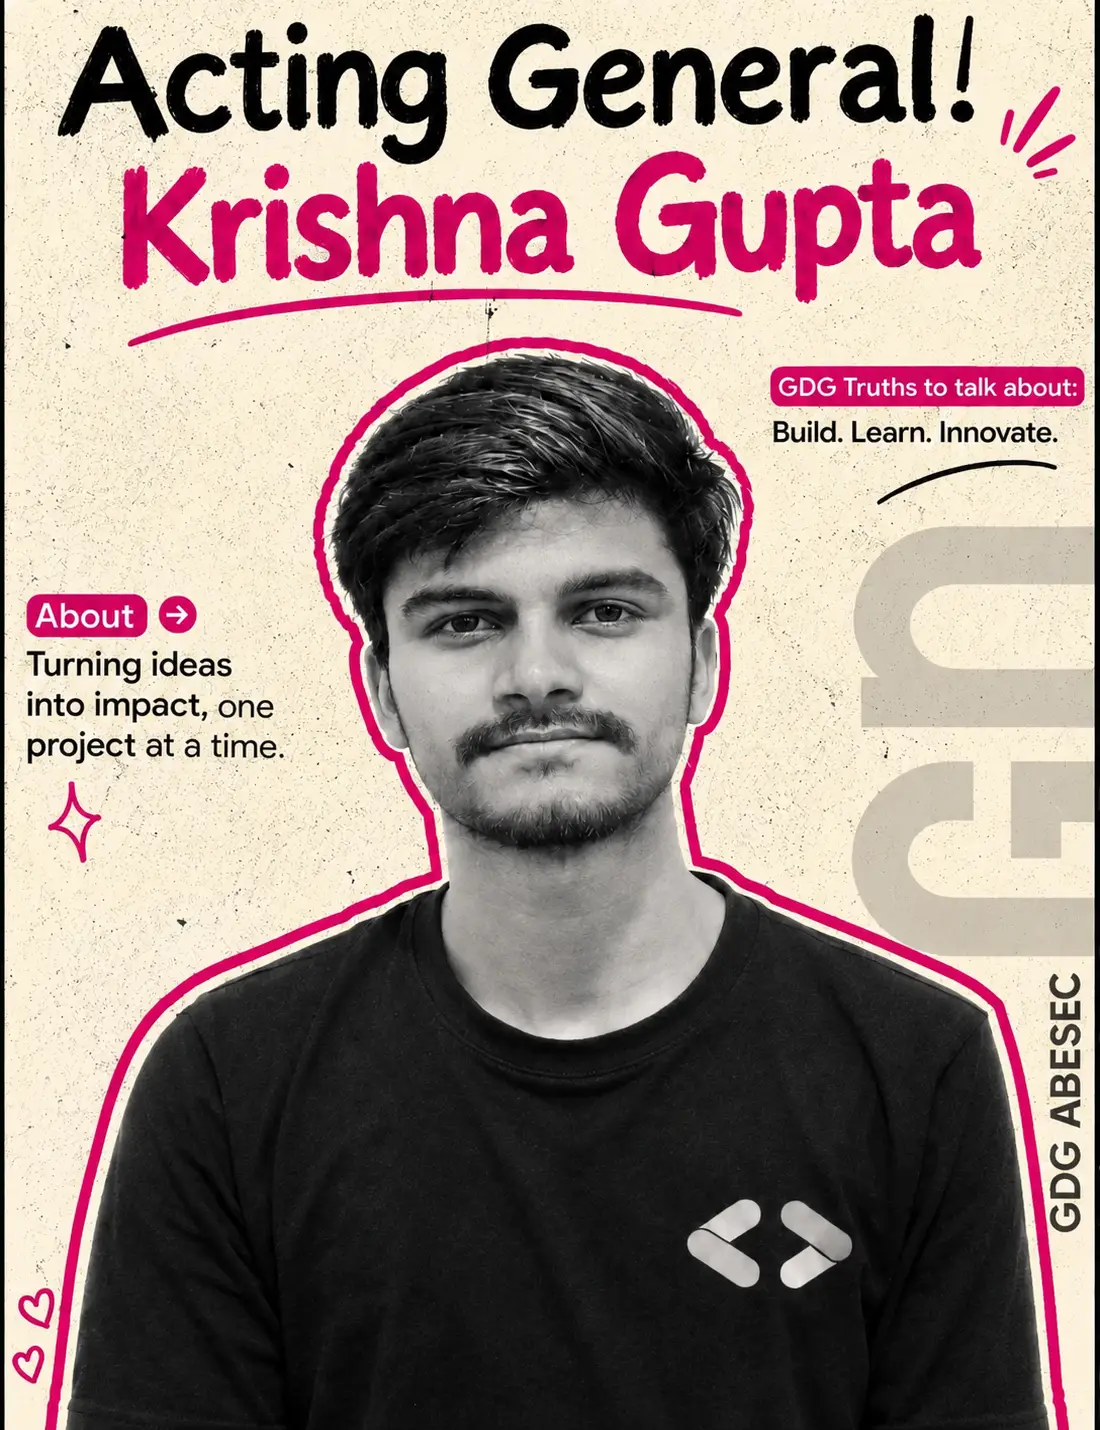 Acting General!
Krishna Gupta
GDG Truths to talk about:
Build. Learn. Innovate.
About →
Turning ideas
into impact, one
project at a time.
GDG ABESEC